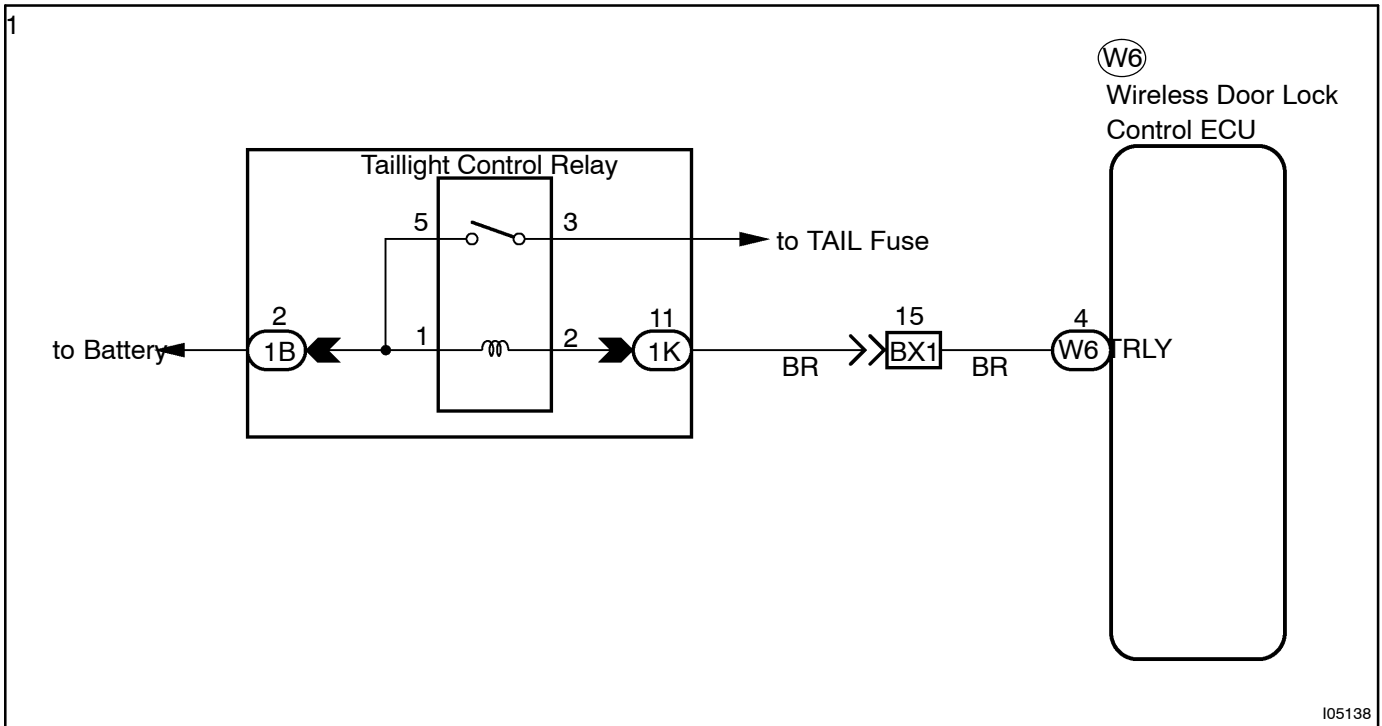 1
W6
Wireless Door Lock
Control ECU
Taillight Control Relay
5
3
to TAIL Fuse
2
1
2
11
15
4
to Battery
1B
1K
BX1
W6
TRLY
BR
BR
I05138